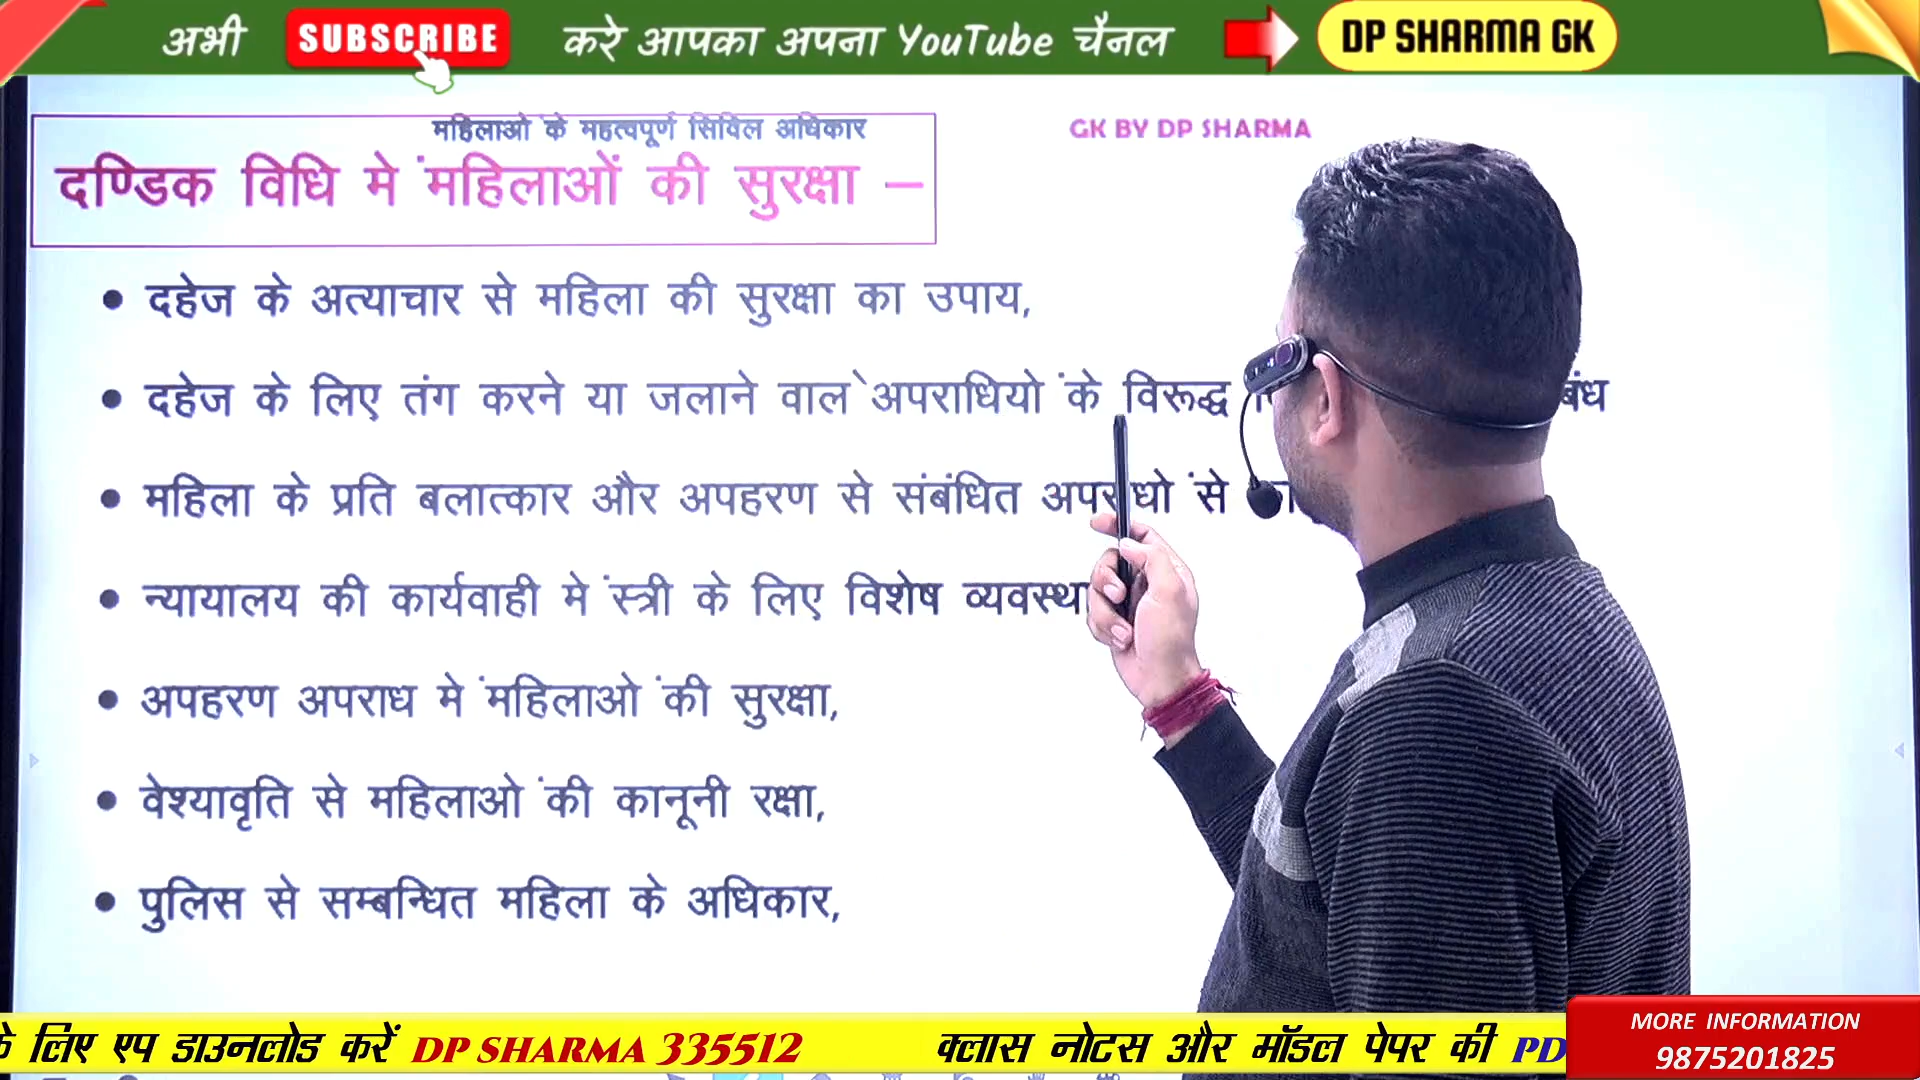 अभी SUBSCRIBE करे आपका अपना YouTube चैनल DP SHARMA GK
महिलाओं के महत्वपूर्ण सिविल अधिकार
GK BY DP SHARMA
दण्डिक विधि में महिलाओं की सुरक्षा –
• दहेज के अत्याचार से महिला की सुरक्षा का उपाय,
• दहेज के लिए तंग करने या जलाने वाले अपराधियों के विरूद्ध
• महिला के प्रति बलात्कार और अपहरण से संबंधित अपराधों से
• न्यायालय की कार्यवाही में स्त्री के लिए विशेष व्यवस्था
• अपहरण अपराध में महिलाओं की सुरक्षा,
• वेश्यावृति से महिलाओं की कानूनी रक्षा,
• पुलिस से सम्बन्धित महिला के अधिकार,
के लिए एप डाउनलोड करें DP SHARMA 335512 क्लास नोटस और मॉडल पेपर की PD
MORE INFORMATION
9875201825